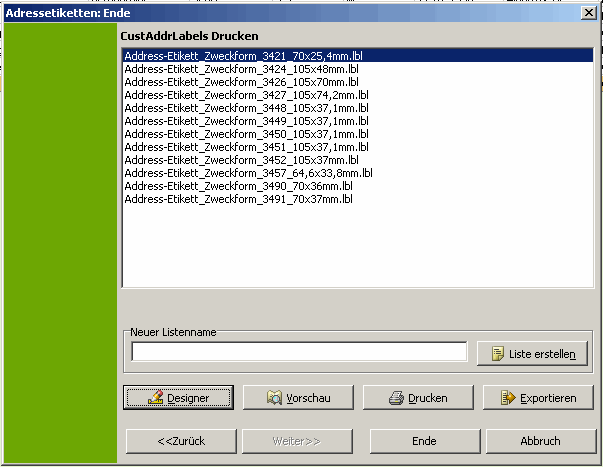 Adressetiketten: Ende
CustAddrLabels Drucken
Address-Etikett_Zweckform_3421_70x25,4mm.lbl
Address-Etikett_Zweckform_3424_105x48mm.lbl
Address-Etikett_Zweckform_3426_105x70mm.lbl
Address-Etikett_Zweckform_3427_105x74,2mm.lbl
Address-Etikett_Zweckform_3448_105x37,1mm.lbl
Address-Etikett_Zweckform_3449_105x37,1mm.lbl
Address-Etikett_Zweckform_3450_105x37,1mm.lbl
Address-Etikett_Zweckform_3451_105x37,1mm.lbl
Address-Etikett_Zweckform_3452_105x37mm.lbl
Address-Etikett_Zweckform_3457_64,6x33,8mm.lbl
Address-Etikett_Zweckform_3490_70x36mm.lbl
Address-Etikett_Zweckform_3491_70x37mm.lbl
Neuer Listenname
Liste erstellen
Designer Vorschau Drucken Exportieren
<<Zurück Weiter>> Ende Abbruch